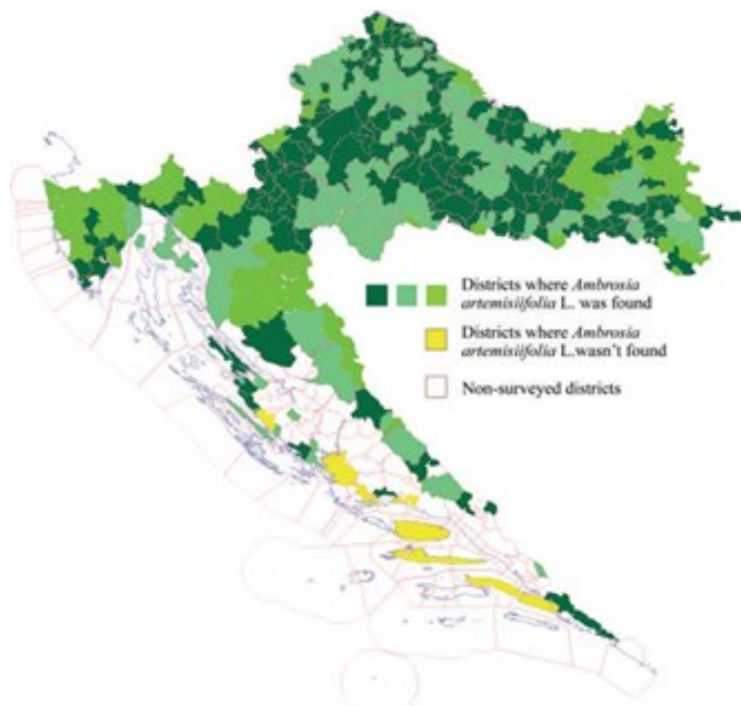 Districts where Ambrosia
artemisiifolia L. was found
Districts where Ambrosia
artemisiifolia L.wasn't found
Non-surveyed districts